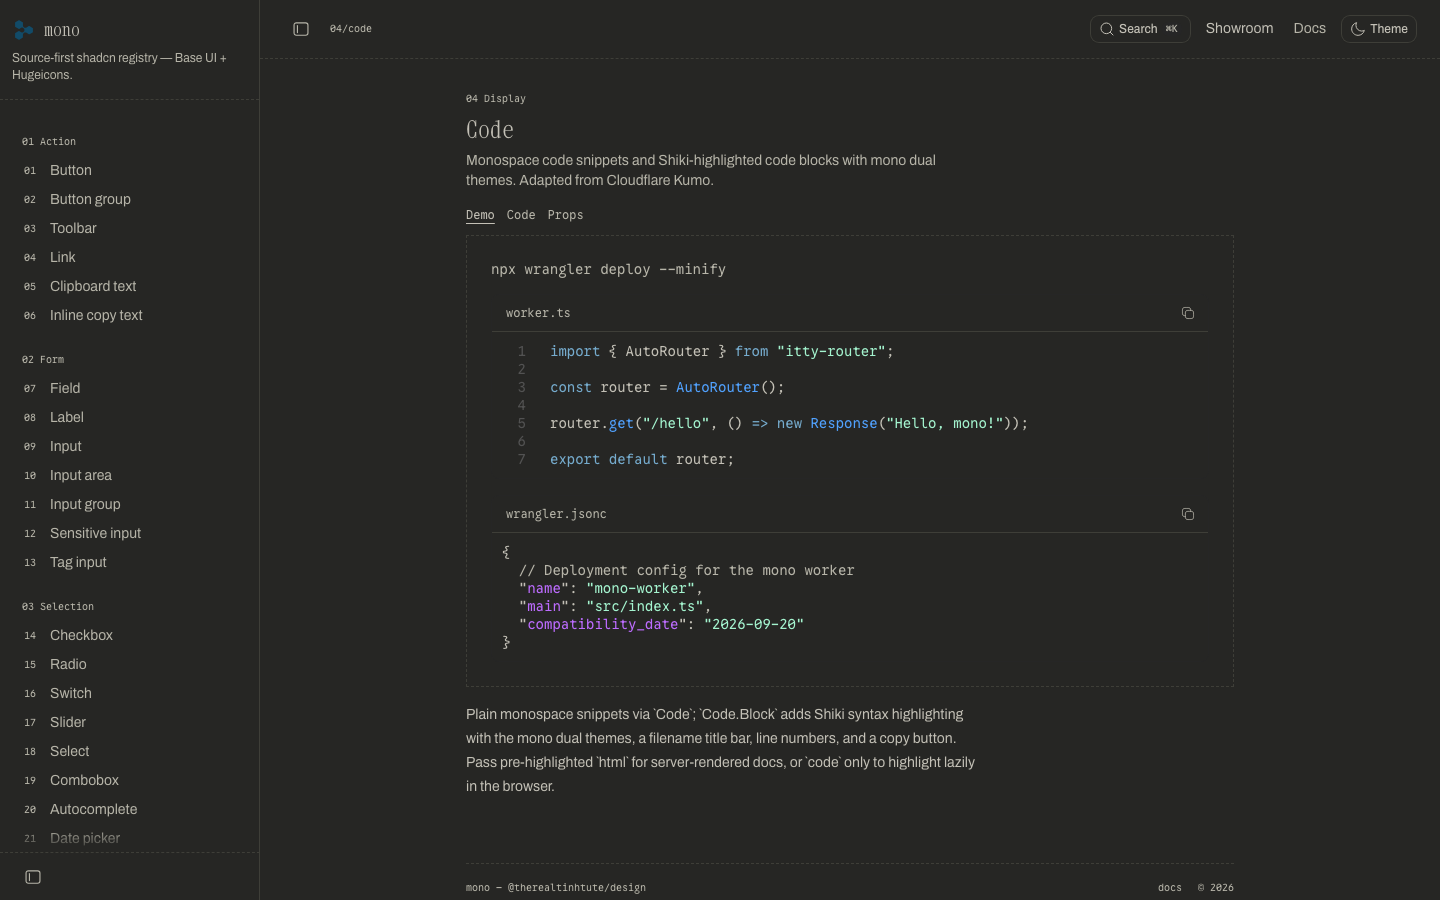 mono
Source-first shadcn registry — Base UI +
Hugeicons.
01 Action
01 Button
02 Button group
03 Toolbar
04 Link
05 Clipboard text
06 Inline copy text
02 Form
07 Field
08 Label
09 Input
10 Input area
11 Input group
12 Sensitive input
13 Tag input
03 Selection
14 Checkbox
15 Radio
16 Switch
17 Slider
18 Select
19 Combobox
20 Autocomplete
21 Date picker
04/code
Search ⌘K Showroom Docs Theme
04 Display
Code
Monospace code snippets and Shiki-highlighted code blocks with mono dual
themes. Adapted from Cloudflare Kumo.
Demo Code Props
npx wrangler deploy --minify
worker.ts
1 import { AutoRouter } from "itty-router";
2
3 const router = AutoRouter();
4
5 router.get("/hello", () => new Response("Hello, mono!"));
6
7 export default router;
wrangler.jsonc
{
// Deployment config for the mono worker
"name": "mono-worker",
"main": "src/index.ts",
"compatibility_date": "2026-09-20"
}
Plain monospace snippets via `Code`; `Code.Block` adds Shiki syntax highlighting
with the mono dual themes, a filename title bar, line numbers, and a copy button.
Pass pre-highlighted `html` for server-rendered docs, or `code` only to highlight lazily
in the browser.
mono — @therealtinhtute/design
docs © 2026